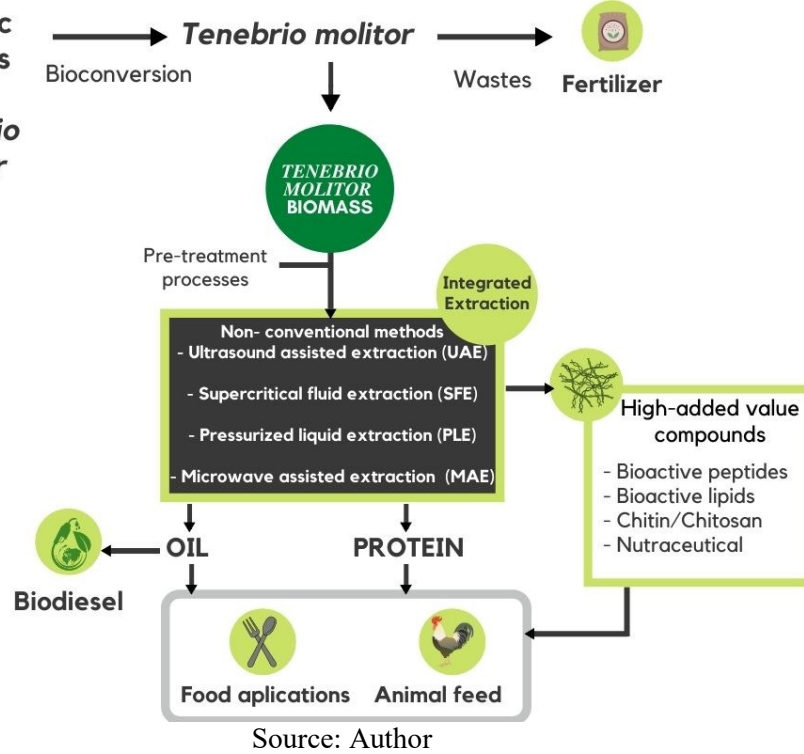 c
s
Bioconversion
Tenebrio molitor
Wastes
Fertilizer
io
r
TENEBRIO
MOLITOR
BIOMASS
Pre-treatment
processes
Integrated
Extraction
Non- conventional methods
- Ultrasound assisted extraction (UAE)
- Supercritical fluid extraction (SFE)
- Pressurized liquid extraction (PLE)
- Microwave assisted extraction (MAE)
High-added value
compounds
- Bioactive peptides
- Bioactive lipids
- Chitin/Chitosan
- Nutraceutical
OIL
PROTEIN
Biodiesel
Food aplications
Animal feed
Source: Author